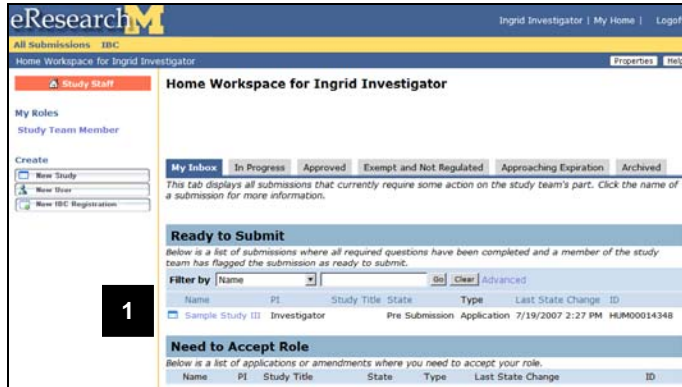 eResearchM
Ingrid Investigator | My Home | Logoff
All Submissions IBC
Home Workspace for Ingrid Investigator
Properties Help
Study Staff
Home Workspace for Ingrid Investigator
My Roles
Study Team Member
Create
New Study
New User
New IBC Registration
My Inbox In Progress Approved Exempt and Not Regulated Approaching Expiration Archived
This tab displays all submissions that currently require some action on the study team's part. Click the name of
a submission for more information.
Ready to Submit
Below is a list of submissions where all required questions have been completed and a member of the study
team has flagged the submission as ready to submit.
Filter by Name Go Clear Advanced
Name PI Study Title State Type Last State Change ID
1
Sample Study III Investigator Pre Submission Application 7/19/2007 2:27 PM HUM00014348
Need to Accept Role
Below is a list of applications or amendments where you need to accept your role.
Name PI Study Title State Type Last State Change ID